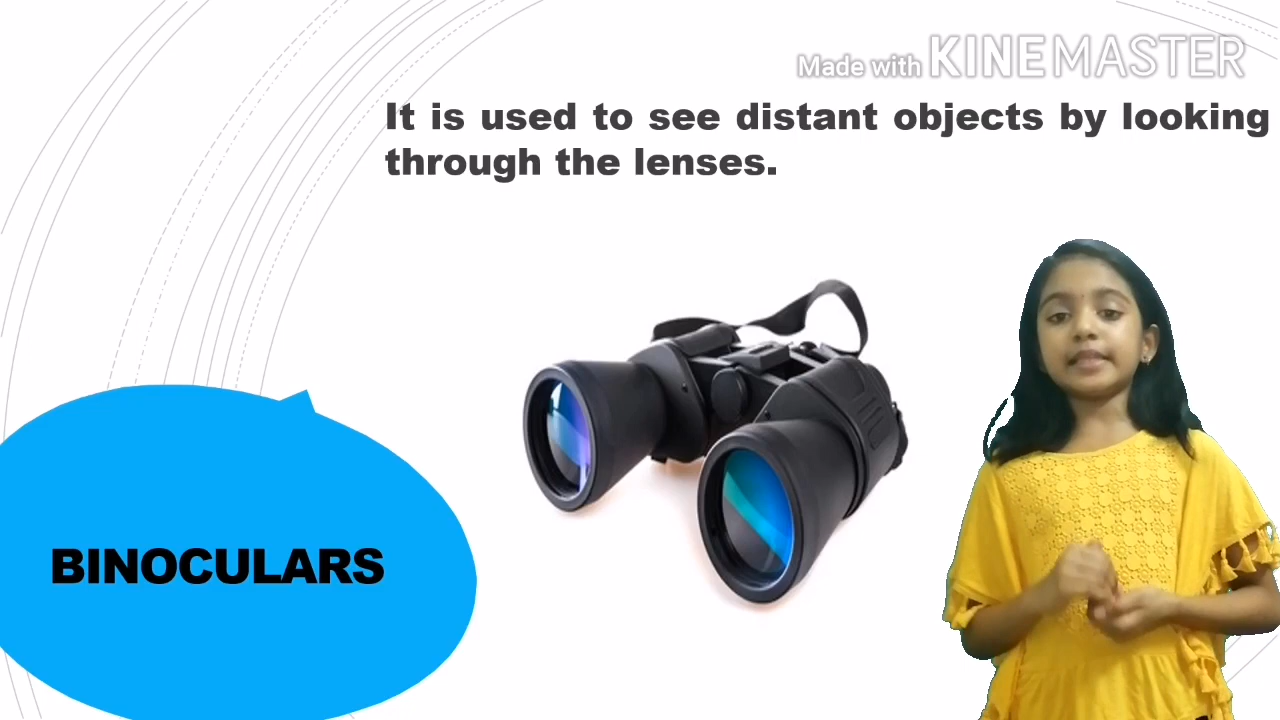 Made with KINEMASTER
It is used to see distant objects by looking
through the lenses.
BINOCULARS